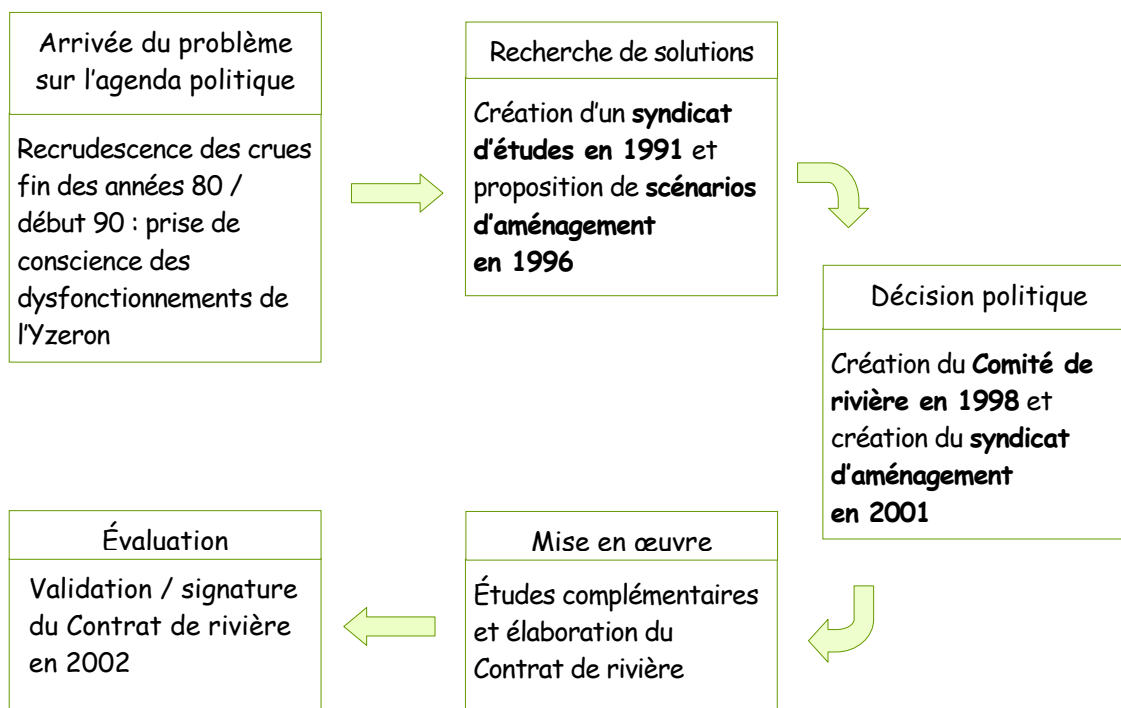 Arrivée du problème
sur l'agenda politique
Recrudescence des crues
fin des années 80 /
début 90 : prise de
conscience des
dysfonctionnements de
l'Yzeron
Recherche de solutions
Création d'un syndicat
d'études en 1991 et
proposition de scénarios
d'aménagement
en 1996
Décision politique
Création du Comité de
rivière en 1998 et
création du syndicat
d'aménagement
en 2001
Mise en œuvre
Études complémentaires
et élaboration du
Contrat de rivière
Évaluation
Validation / signature
du Contrat de rivière
en 2002